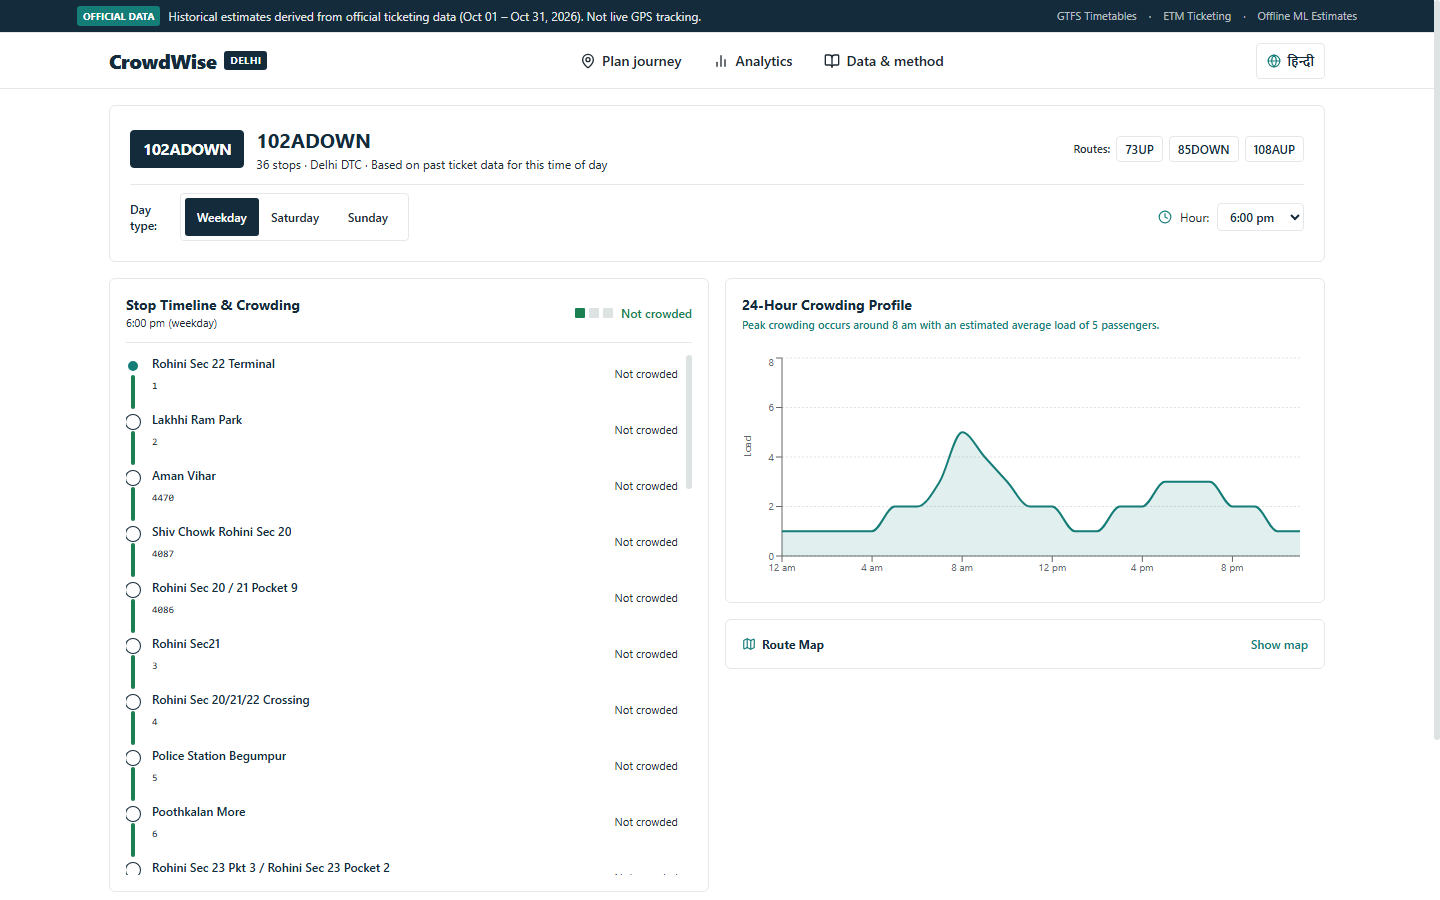 OFFICIAL DATA Historical estimates derived from official ticketing data (Oct 01 – Oct 31, 2026). Not live GPS tracking. GTFS Timetables · ETM Ticketing · Offline ML Estimates
CrowdWise DELHI Plan journey Analytics Data & method हिन्दी
102ADOWN 102ADOWN
36 stops · Delhi DTC · Based on past ticket data for this time of day
Routes: 73UP 85DOWN 108AUP
Day type: Weekday Saturday Sunday Hour: 6:00 pm
Stop Timeline & Crowding
6:00 pm (weekday)
Not crowded
Rohini Sec 22 Terminal
1
Not crowded
Lakhhi Ram Park
2
Not crowded
Aman Vihar
4470
Not crowded
Shiv Chowk Rohini Sec 20
4087
Not crowded
Rohini Sec 20 / 21 Pocket 9
4086
Not crowded
Rohini Sec21
3
Not crowded
Rohini Sec 20/21/22 Crossing
4
Not crowded
Police Station Begumpur
5
Not crowded
Poothkalan More
6
Not crowded
Rohini Sec 23 Pkt 3 / Rohini Sec 23 Pocket 2
24-Hour Crowding Profile
Peak crowding occurs around 8 am with an estimated average load of 5 passengers.
8
6
4
2
0
Load
12 am 4 am 8 am 12 pm 4 pm 8 pm
Route Map Show map